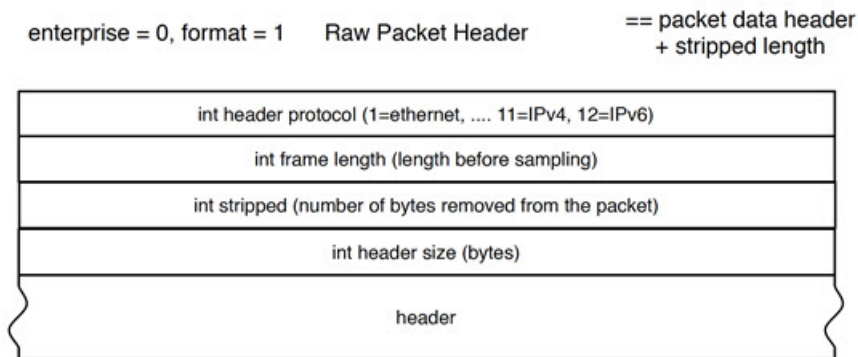 enterprise = 0, format = 1 Raw Packet Header == packet data header
+ stripped length
int header protocol (1=ethernet, .... 11=IPv4, 12=IPv6)
int frame length (length before sampling)
int stripped (number of bytes removed from the packet)
int header size (bytes)
header